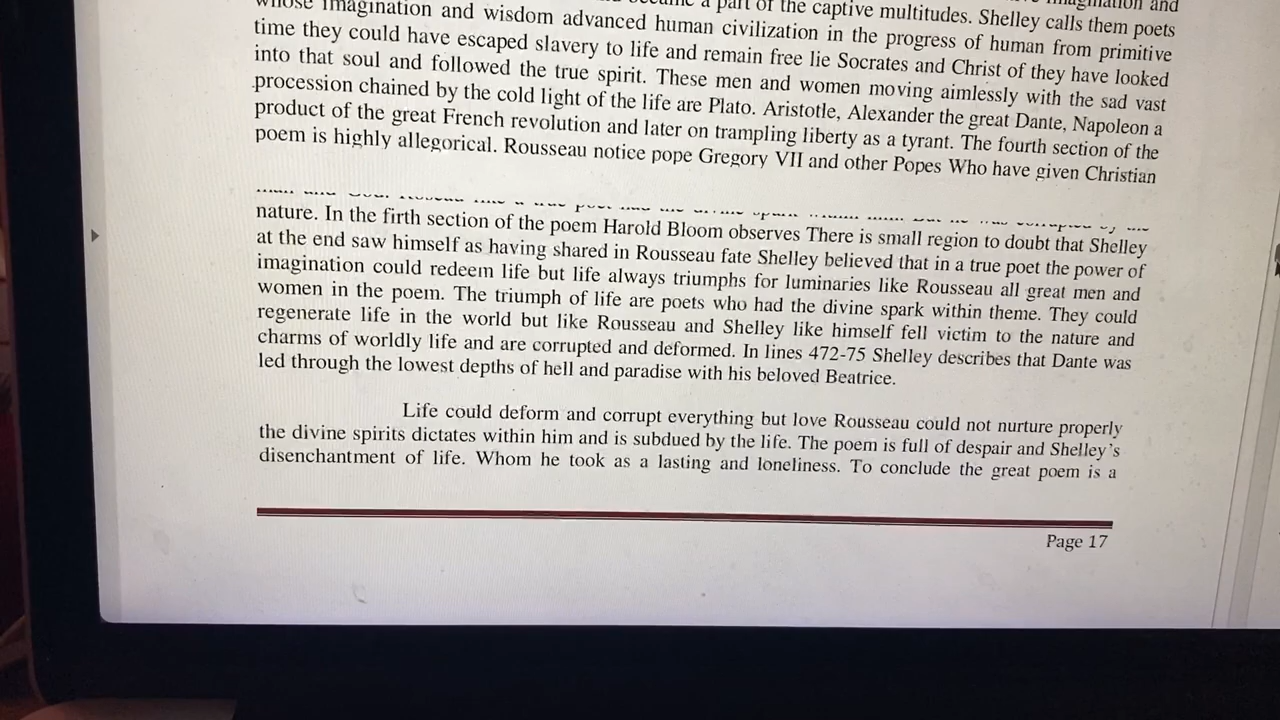 imagination and
a part of the captive multitudes. Shelley calls them poets
whose imagination and wisdom advanced human civilization in the progress of human from primitive
time they could have escaped slavery to life and remain free lie Socrates and Christ of they have looked
into that soul and followed the true spirit. These men and women moving aimlessly with the sad vast
procession chained by the cold light of the life are Plato. Aristotle, Alexander the great Dante, Napoleon a
product of the great French revolution and later on trampling liberty as a tyrant. The fourth section of the
poem is highly allegorical. Rousseau notice pope Gregory VII and other Popes Who have given Christian
nature. In the firth section of the poem Harold Bloom observes There is small region to doubt that Shelley
at the end saw himself as having shared in Rousseau fate Shelley believed that in a true poet the power of
imagination could redeem life but life always triumphs for luminaries like Rousseau all great men and
women in the poem. The triumph of life are poets who had the divine spark within theme. They could
regenerate life in the world but like Rousseau and Shelley like himself fell victim to the nature and
charms of worldly life and are corrupted and deformed. In lines 472-75 Shelley describes that Dante was
led through the lowest depths of hell and paradise with his beloved Beatrice.
Life could deform and corrupt everything but love Rousseau could not nurture properly
the divine spirits dictates within him and is subdued by the life. The poem is full of despair and Shelley's
disenchantment of life. Whom he took as a lasting and loneliness. To conclude the great poem is a
Page 17